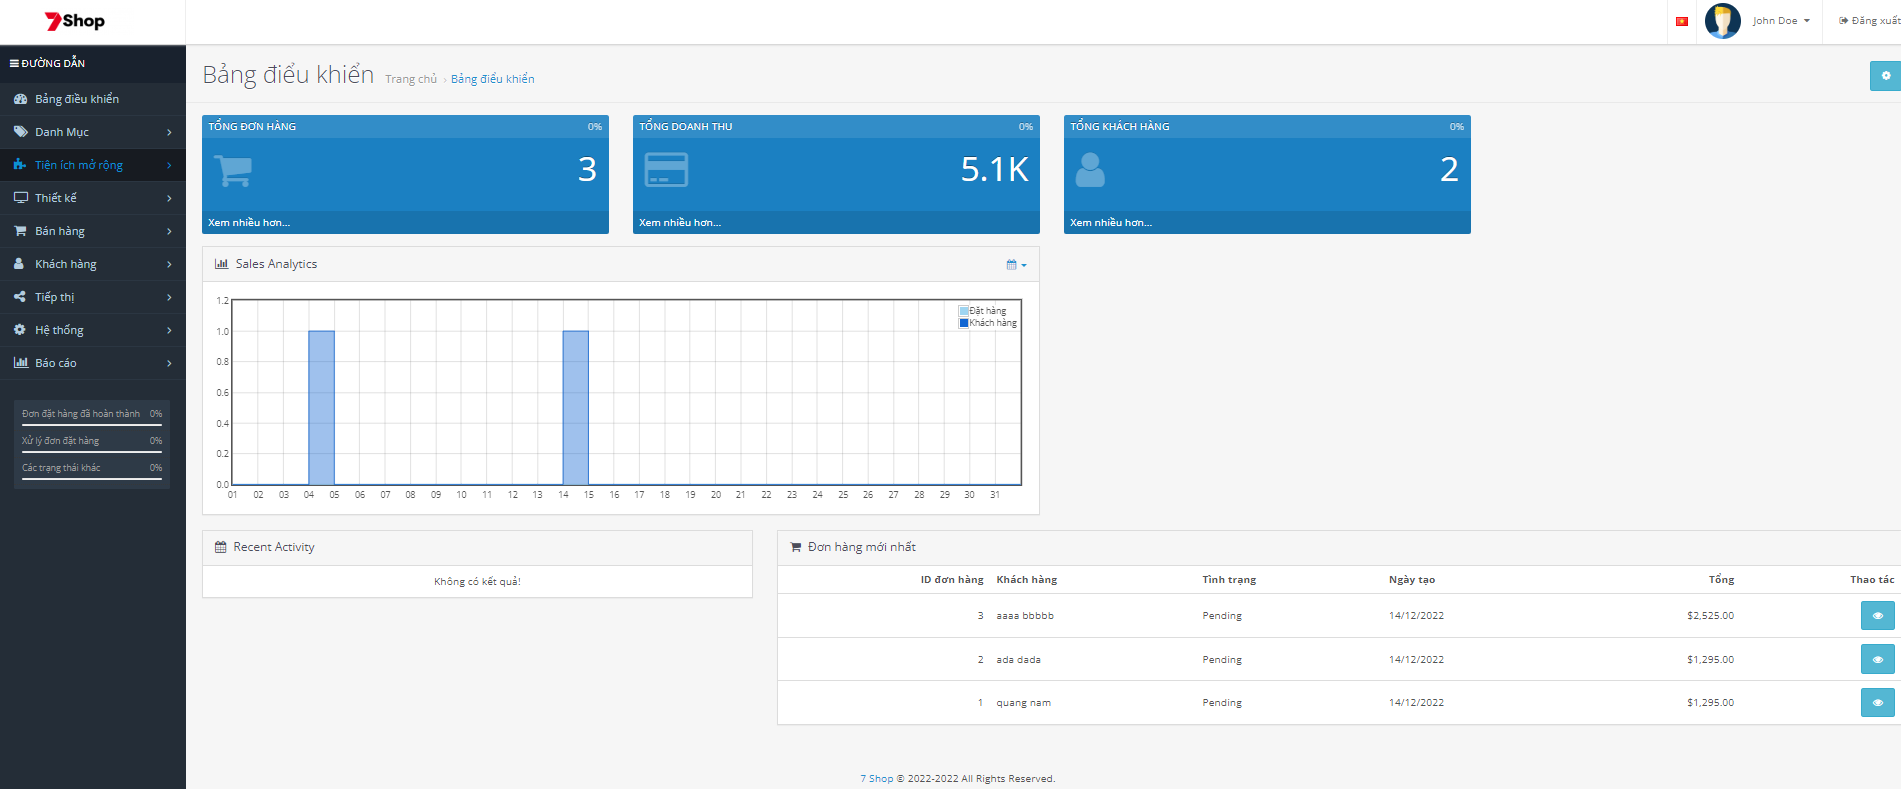 7Shop
John Doe
Đăng xuất
ĐƯỜNG DẪN
Bảng điều khiển
Danh Mục
Tiện ích mở rộng
Thiết kế
Bán hàng
Khách hàng
Tiếp thị
Hệ thống
Báo cáo
Đơn đặt hàng đã hoàn thành 0%
Xử lý đơn đặt hàng 0%
Các trạng thái khác 0%
Bảng điểu khiển Trang chủ › Bảng điểu khiển
TỔNG ĐƠN HÀNG 0%
3
Xem nhiều hơn...
TỔNG DOANH THU 0%
5.1K
Xem nhiều hơn...
TỔNG KHÁCH HÀNG 0%
2
Xem nhiều hơn...
Sales Analytics
1.2
1.0
0.8
0.6
0.4
0.2
0.0
Đặt hàng
Khách hàng
01 02 03 04 05 06 07 08 09 10 11 12 13 14 15 16 17 18 19 20 21 22 23 24 25 26 27 28 29 30 31
Recent Activity
Không có kết quả!
Đơn hàng mới nhất
ID đơn hàng Khách hàng Tình trạng Ngày tạo Tổng Thao tác
3 aaaa bbbbb Pending 14/12/2022 $2,525.00
2 ada dada Pending 14/12/2022 $1,295.00
1 quang nam Pending 14/12/2022 $1,295.00
7 Shop © 2022-2022 All Rights Reserved.